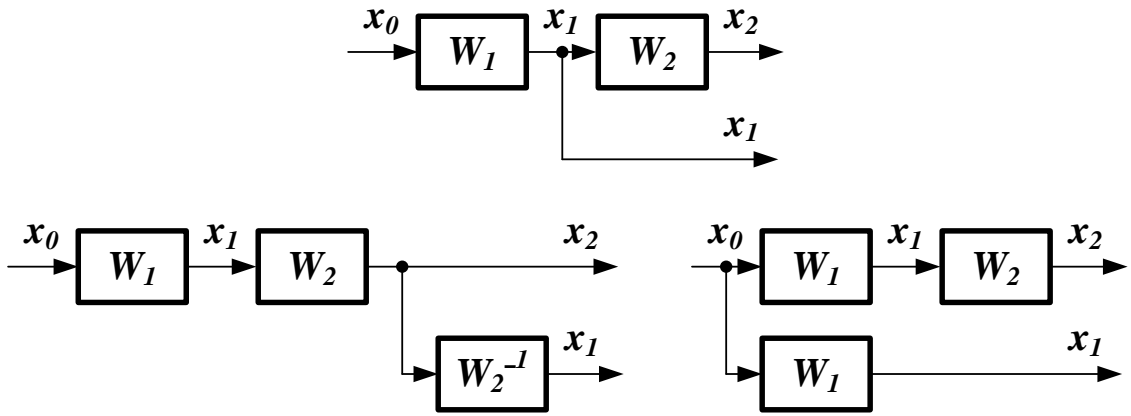 x₀ W₁ x₁ W₂ x₂
x₁
x₀ W₁ x₁ W₂ x₂
W₂⁻¹ x₁
x₀ W₁ x₁ W₂ x₂
W₁ x₁